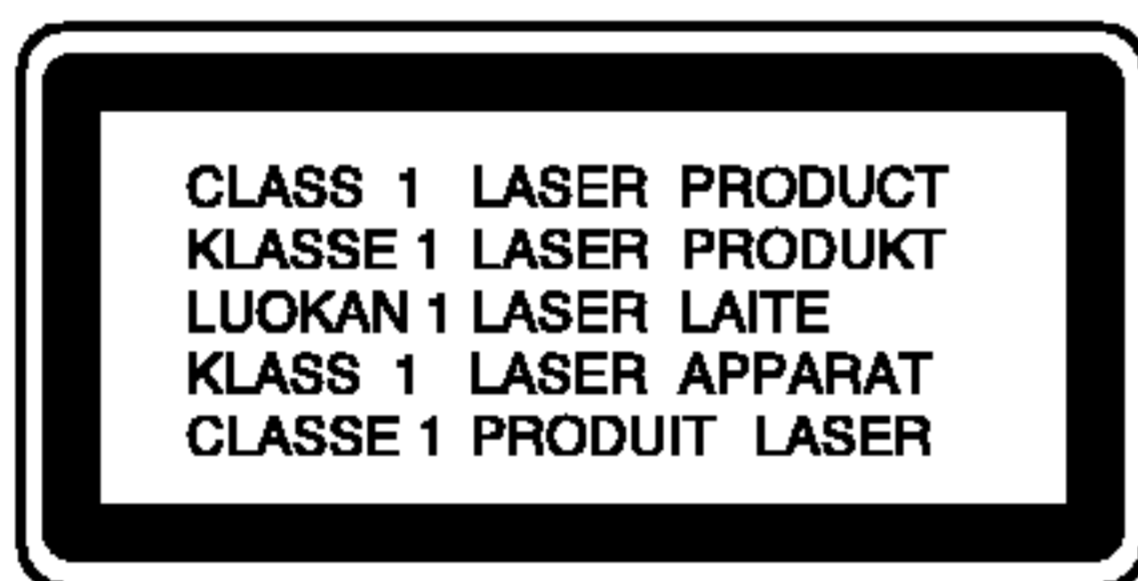 CLASS 1 LASER PRODUCT
KLASSE 1 LASER PRODUKT
LUOKAN 1 LASER LAITE
KLASS 1 LASER APPARAT
CLASSE 1 PRODUIT LASER